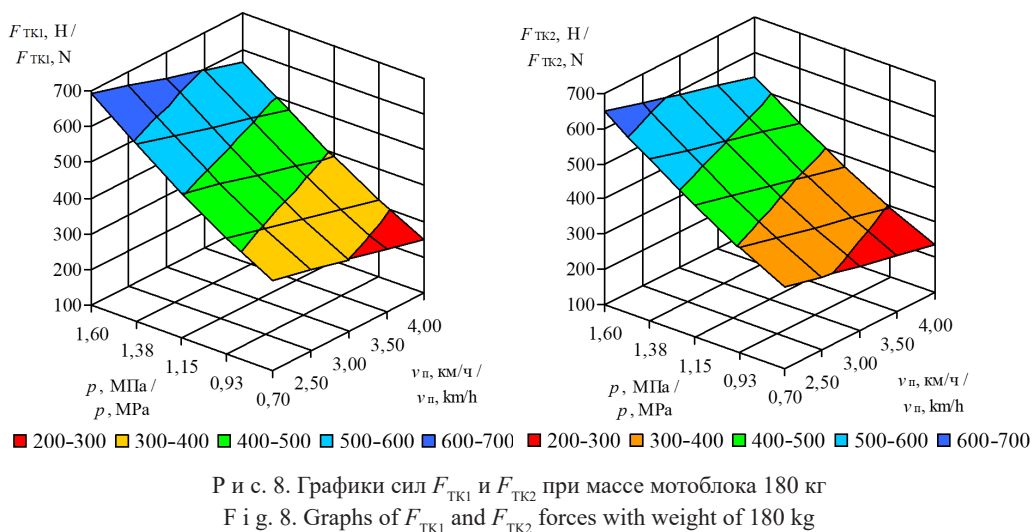 F ТК1, Н /
F ТК1, N
700
600
500
400
300
200
100
1,60
1,38
1,15
0,93
0,70
2,50
3,00
3,50
4,00
p, МПа /
p, MPa
v п, км/ч /
v п, km/h
200-300 300-400 400-500 500-600 600-700
F ТК2, Н /
F ТК2, N
700
600
500
400
300
200
100
1,60
1,38
1,15
0,93
0,70
2,50
3,00
3,50
4,00
p, МПа /
p, MPa
v п, км/ч /
v п, km/h
200-300 300-400 400-500 500-600 600-700
Р и с. 8. Графики сил F ТК1 и F ТК2 при массе мотоблока 180 кг
F i g. 8. Graphs of F ТК1 and F ТК2 forces with weight of 180 kg